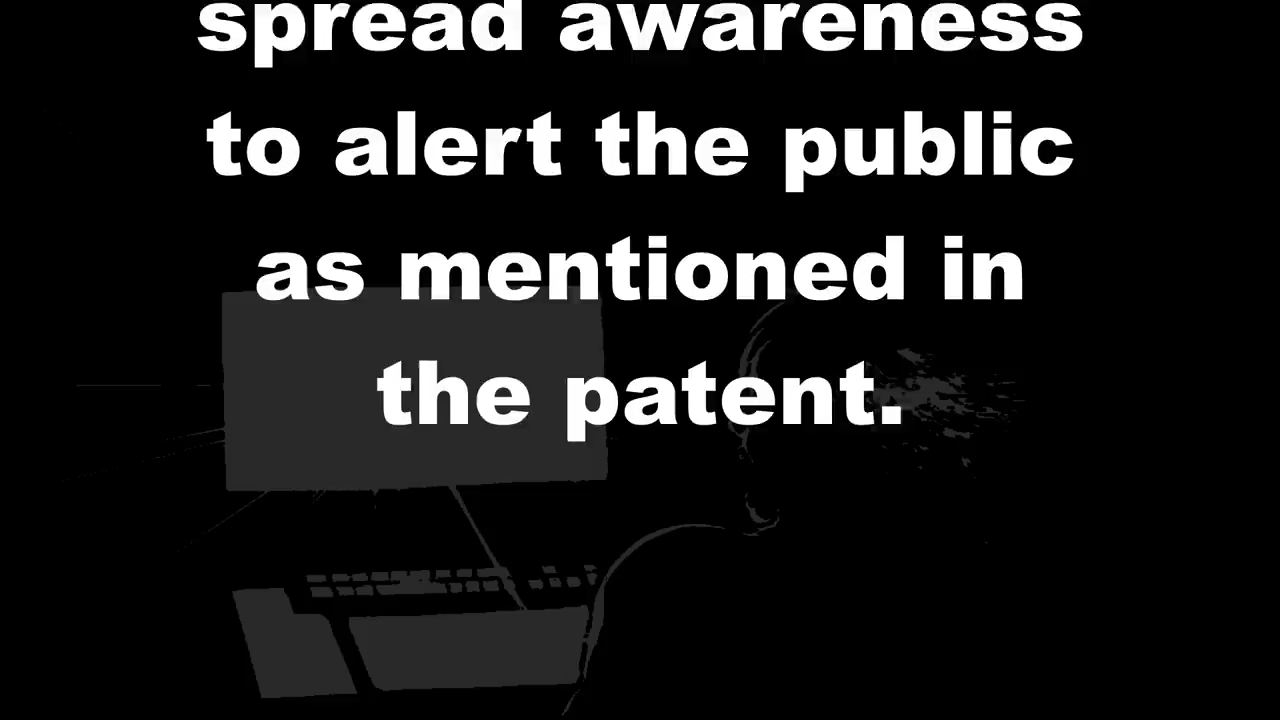 spread awareness
to alert the public
as mentioned in
the patent.